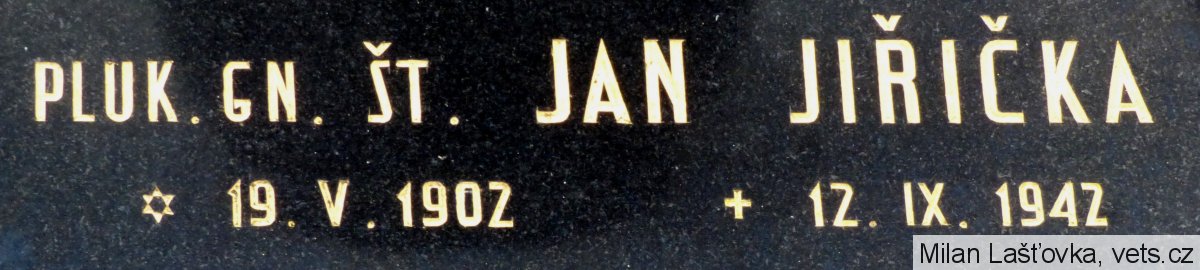 PLUK. GN. ŠT. JAN JIŘIČKA
✡ 19. V. 1902 + 12. IX. 1942
Milan Lašťovka, vets.cz